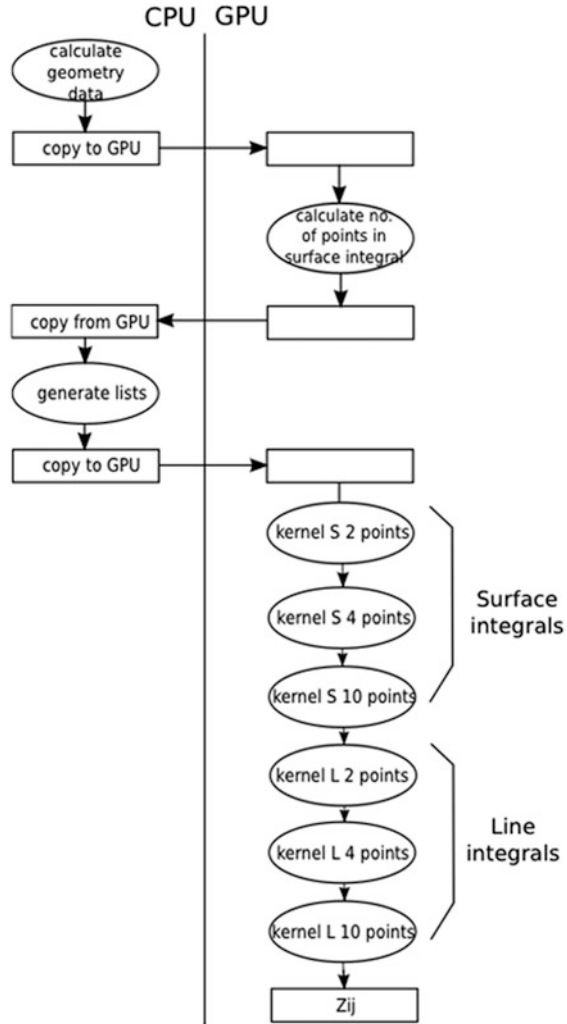 CPU GPU
calculate
geometry
data
copy to GPU
calculate no.
of points in
surface integral
copy from GPU
generate lists
copy to GPU
kernel S 2 points
kernel S 4 points
kernel S 10 points
Surface
integrals
kernel L 2 points
kernel L 4 points
kernel L 10 points
Line
integrals
Zij